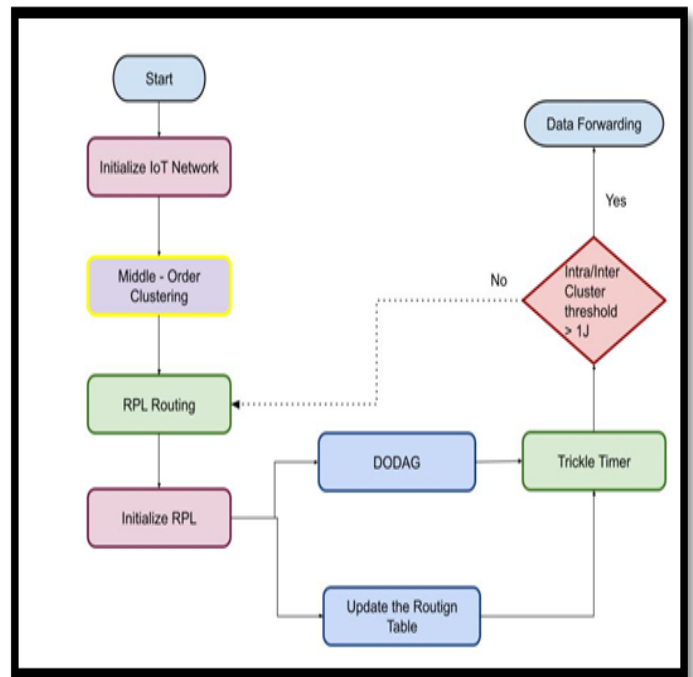 Start
Initialize IoT Network
Middle - Order
Clustering
RPL Routing
Initialize RPL
DODAG
Update the Routign
Table
Trickle Timer
Intra/Inter
Cluster
threshold
> 1J
No
Yes
Data Forwarding